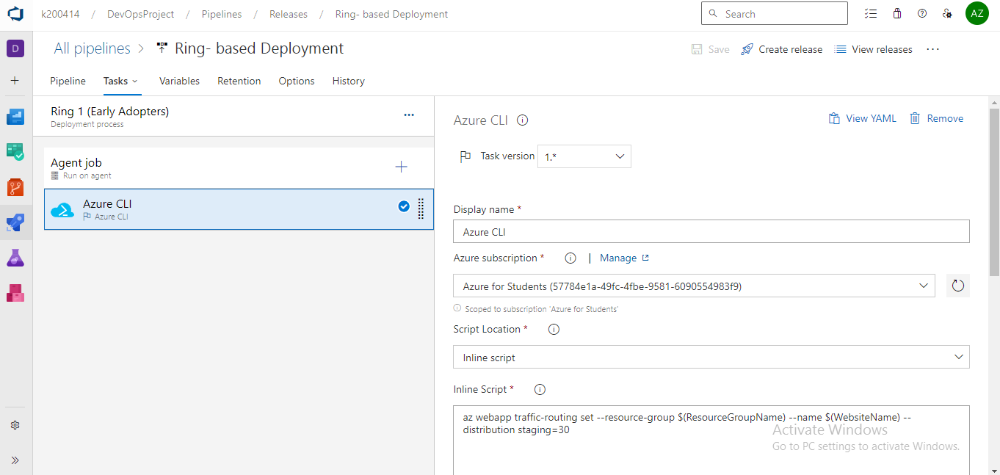 k200414 / DevOpsProject / Pipelines / Releases / Ring- based Deployment
Search
AZ
D
All pipelines > Ring- based Deployment
Save Create release View releases ...
Pipeline Tasks Variables Retention Options History
Ring 1 (Early Adopters)
Deployment process
...
Agent job
Run on agent
Azure CLI
Azure CLI
Azure CLI
View YAML Remove
Task version 1.*
Display name *
Azure CLI
Azure subscription * | Manage
Azure for Students (57784e1a-49fc-4fbe-9581-6090554983f9)
Scoped to subscription 'Azure for Students'
Script Location *
Inline script
Inline Script *
az webapp traffic-routing set --resource-group $(ResourceGroupName) --name $(WebsiteName) --
distribution staging=30
Activate Windows
Go to PC settings to activate Windows.